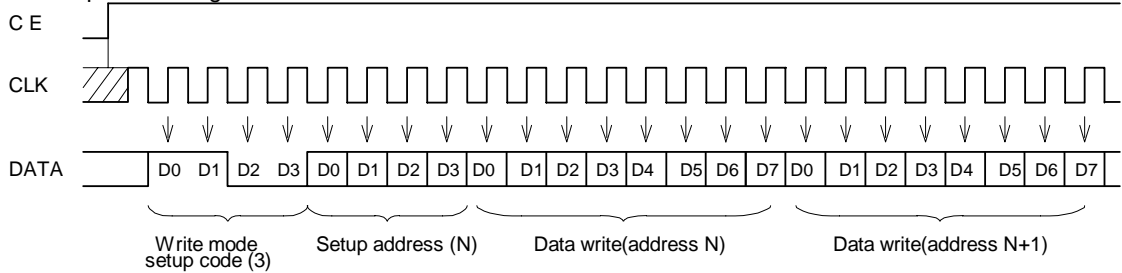 C E
CLK
DATA
D0 D1 D2 D3 D0 D1 D2 D3 D0 D1 D2 D3 D4 D5 D6 D7 D0 D1 D2 D3 D4 D5 D6 D7
Write mode
setup code (3)
Setup address (N)
Data write(address N)
Data write(address N+1)